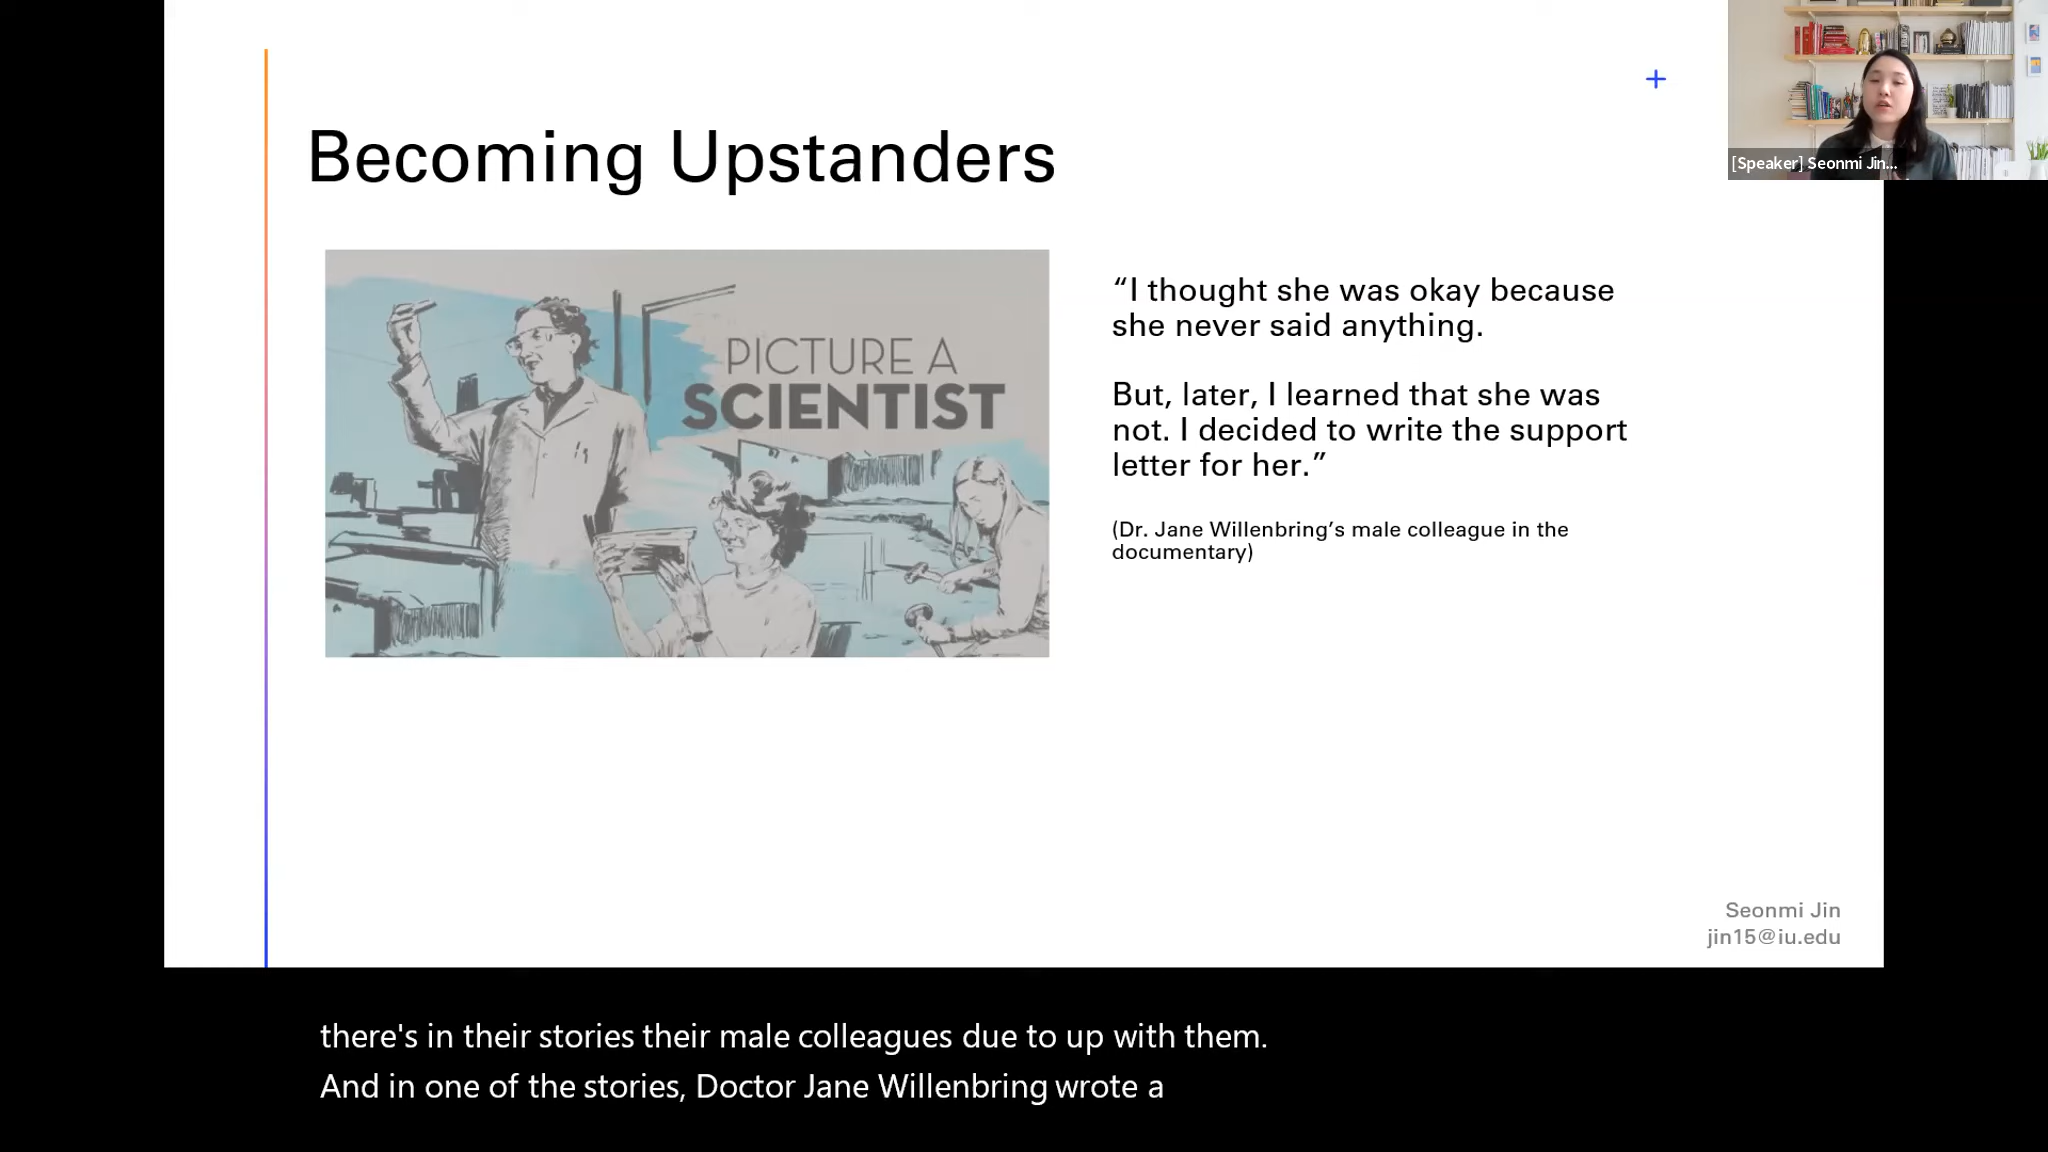 Becoming Upstanders
PICTURE A
SCIENTIST
“I thought she was okay because
she never said anything.
But, later, I learned that she was
not. I decided to write the support
letter for her.”
(Dr. Jane Willenbring’s male colleague in the
documentary)
[Speaker] Seonmi Jin...
Seonmi Jin
jin15@iu.edu
there's in their stories their male colleagues due to up with them.
And in one of the stories, Doctor Jane Willenbring wrote a